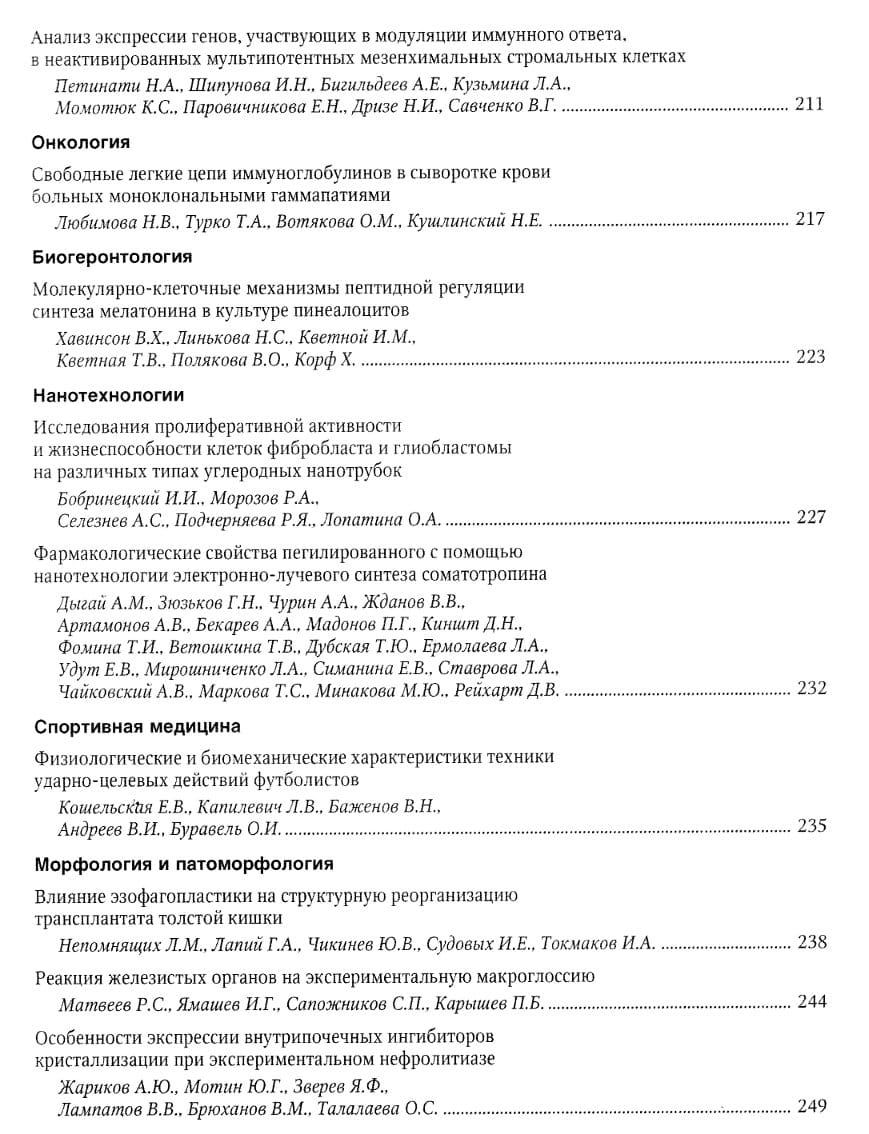 Анализ экспрессии генов, участвующих в модуляции иммунного ответа,
в неактивированных мультипотентных мезенхимальных стромальных клетках
Петинати Н.А., Шипунова И.Н., Бигильдеев А.Е., Кузьмина Л.А.,
Момотюк К.С., Паровичникова Е.Н., Дризе Н.И., Савченко В.Г. ........ 211
Онкология
Свободные легкие цепи иммуноглобулинов в сыворотке крови
больных моноклональными гаммапатиями
Любимова Н.В., Турко Т.А., Вотякова О.М., Кушлинский Н.Е. ........ 217
Биогеронтология
Молекулярно-клеточные механизмы пептидной регуляции
синтеза мелатонина в культуре пинеалоцитов
Хавинсон В.Х., Линькова Н.С., Кветной И.М.,
Кветная Т.В., Полякова В.О., Корф Х. ........ 223
Нанотехнологии
Исследования пролиферативной активности
и жизнеспособности клеток фибробласта и глиобластомы
на различных типах углеродных нанотрубок
Бобринецкий И.И., Морозов Р.А.,
Селезнев А.С., Подчерняева Р.Я., Лопатина О.А. ........ 227
Фармакологические свойства пегилированного с помощью
нанотехнологии электронно-лучевого синтеза соматотропина
Дыгай А.М., Зюзьков Г.Н., Чурин А.А., Жданов В.В.,
Артамонов А.В., Бекарев А.А., Мадонов П.Г., Киншт Д.Н.,
Фомина Т.И., Ветошкина Т.В., Дубская Т.Ю., Ермолаева Л.А.,
Удут Е.В., Мирошниченко Л.А., Симанина Е.В., Ставрова Л.А.,
Чайковский А.В., Маркова Т.С., Минакова М.Ю., Рейхарт Д.В. ........ 232
Спортивная медицина
Физиологические и биомеханические характеристики техники
ударно-целевых действий футболистов
Кошельская Е.В., Капилевич Л.В., Баженов В.Н.,
Андреев В.И., Буравель О.И. ........ 235
Морфология и патоморфология
Влияние эзофагопластики на структурную реорганизацию
трансплантата толстой кишки
Непомнящих Л.М., Лапий Г.А., Чикинев Ю.В., Судовых И.Е., Токмаков И.А. ........ 238
Реакция железистых органов на экспериментальную макроглоссию
Матвеев Р.С., Ямашев И.Г., Сапожников С.П., Карышев П.Б. ........ 244
Особенности экспрессии внутрипочечных ингибиторов
кристаллизации при экспериментальном нефролитиазе
Жариков А.Ю., Мотин Ю.Г., Зверев Я.Ф.,
Лампатов В.В., Брюханов В.М., Талалаева О.С. ........ 249